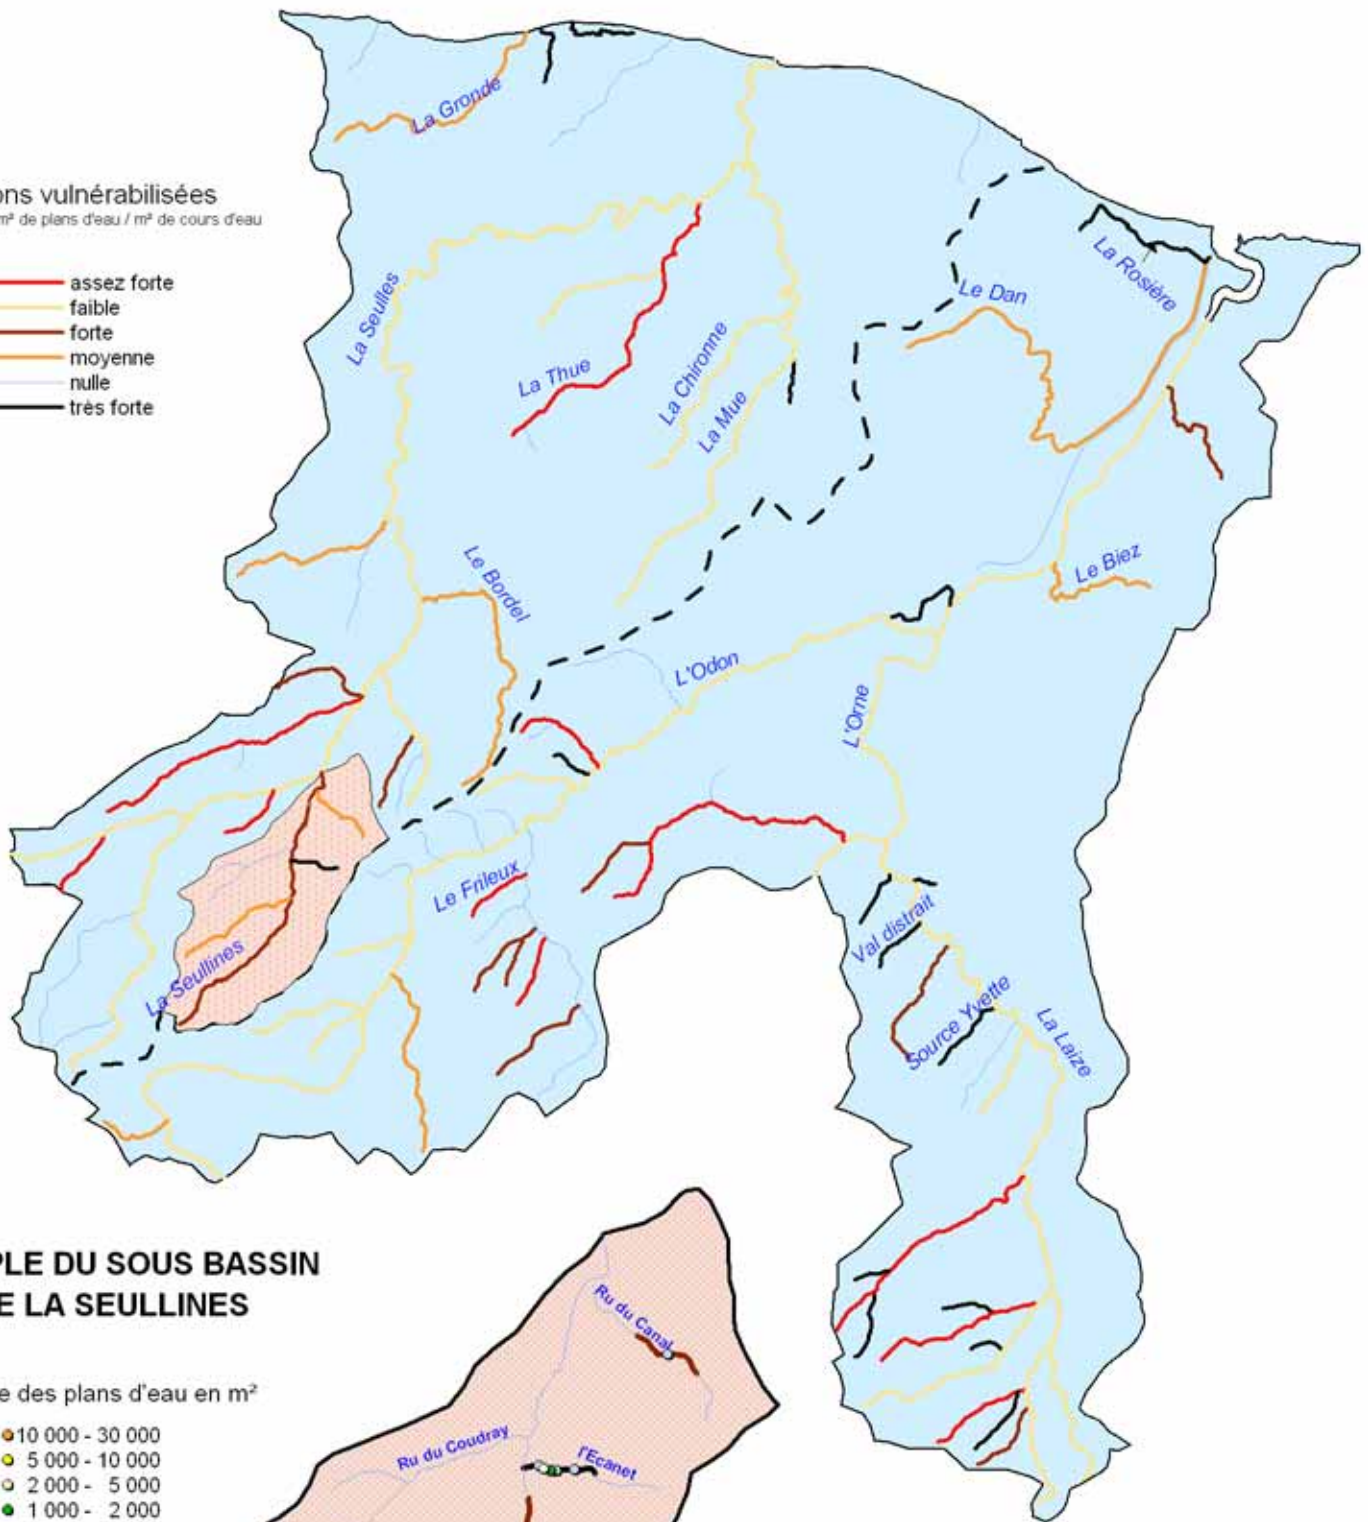 ons vulnérabilisées
m² de plans d'eau / m² de cours d'eau
assez forte
faible
forte
moyenne
nulle
très forte
La Gronde
La Seulles
La Thue
La Chironne
La Mue
Le Dan
La Rosière
Le Bordel
Le Biez
L'Odon
L'Orne
Le Frileux
Val distrait
La Seullines
Source Yvette
La Laize
PLE DU SOUS BASSIN
E LA SEULLINES
e des plans d'eau en m²
10 000 - 30 000
5 000 - 10 000
2 000 - 5 000
1 000 - 2 000
Ru du Canal
Ru du Coudray
l'Ecanet